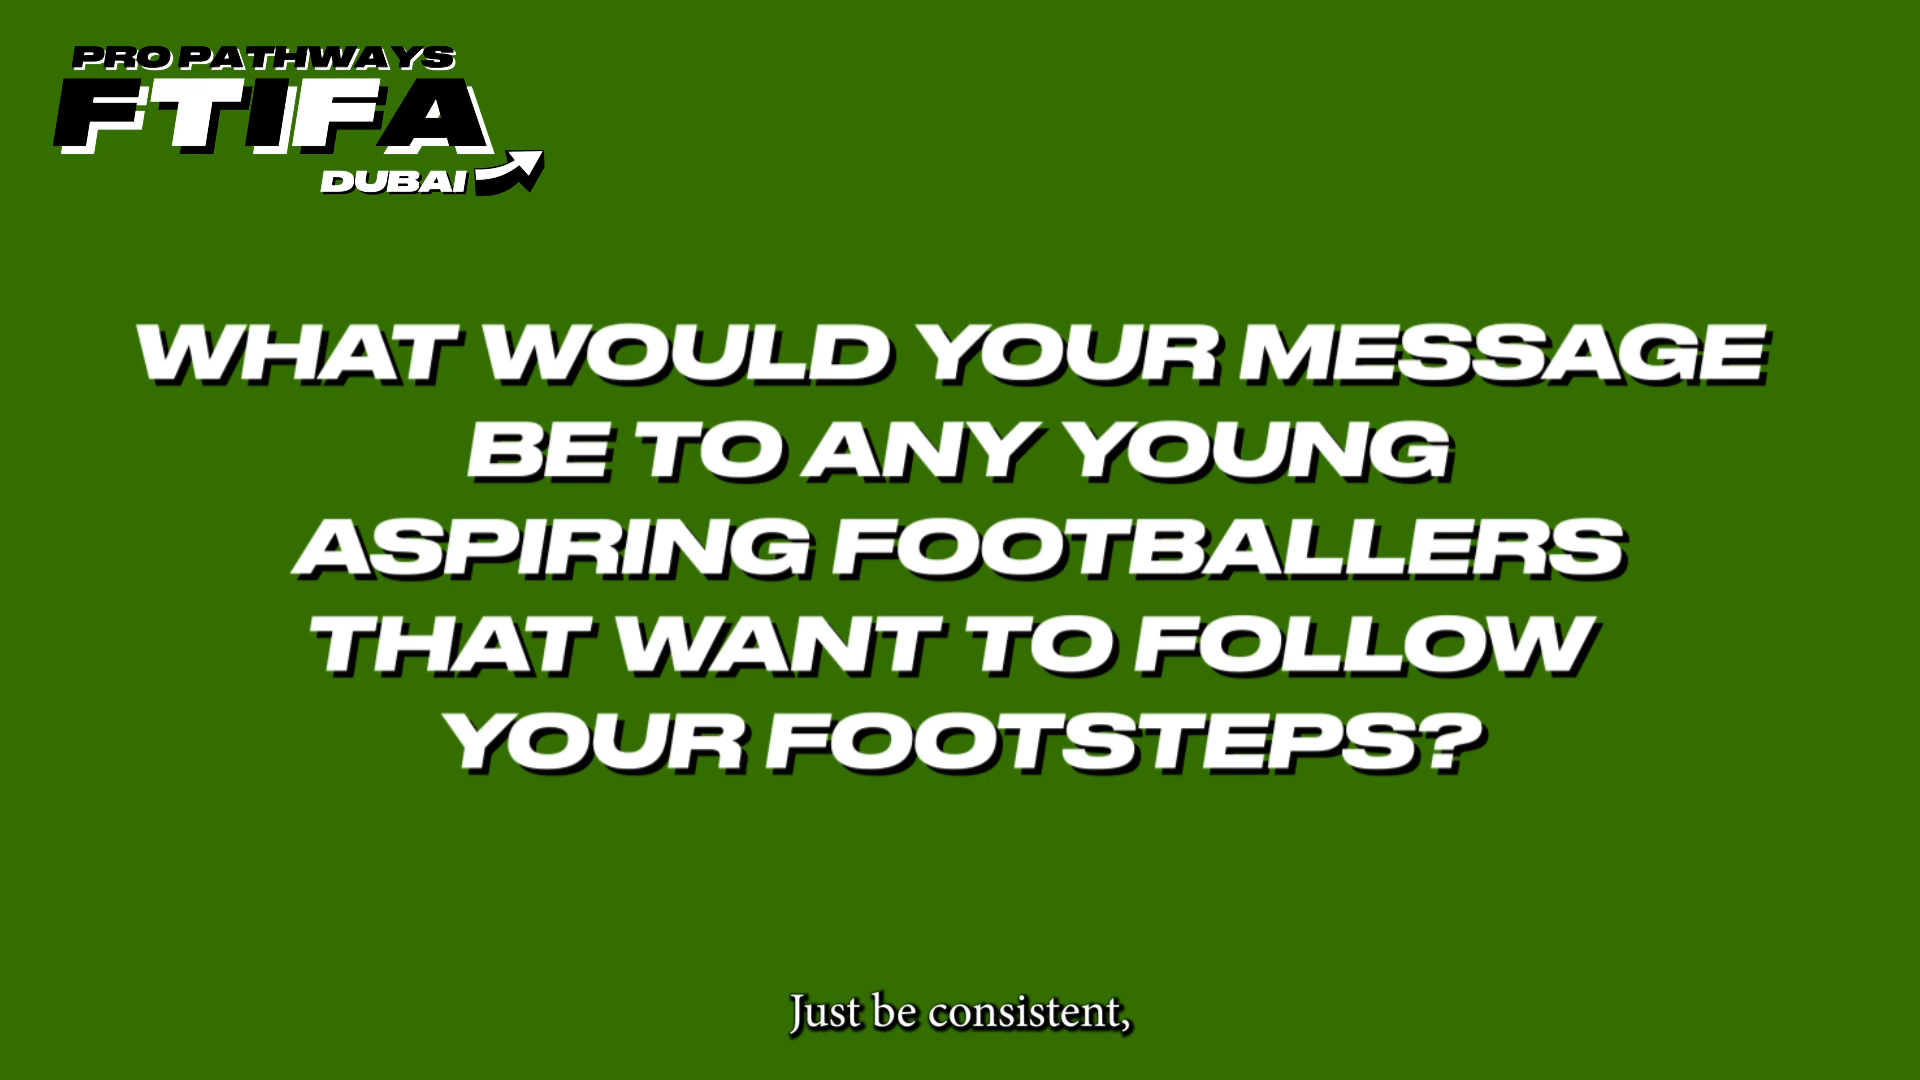 PRO PATHWAYS
FTIFA
DUBAI
WHAT WOULD YOUR MESSAGE
BE TO ANY YOUNG
ASPIRING FOOTBALLERS
THAT WANT TO FOLLOW
YOUR FOOTSTEPS?
Just be consistent,